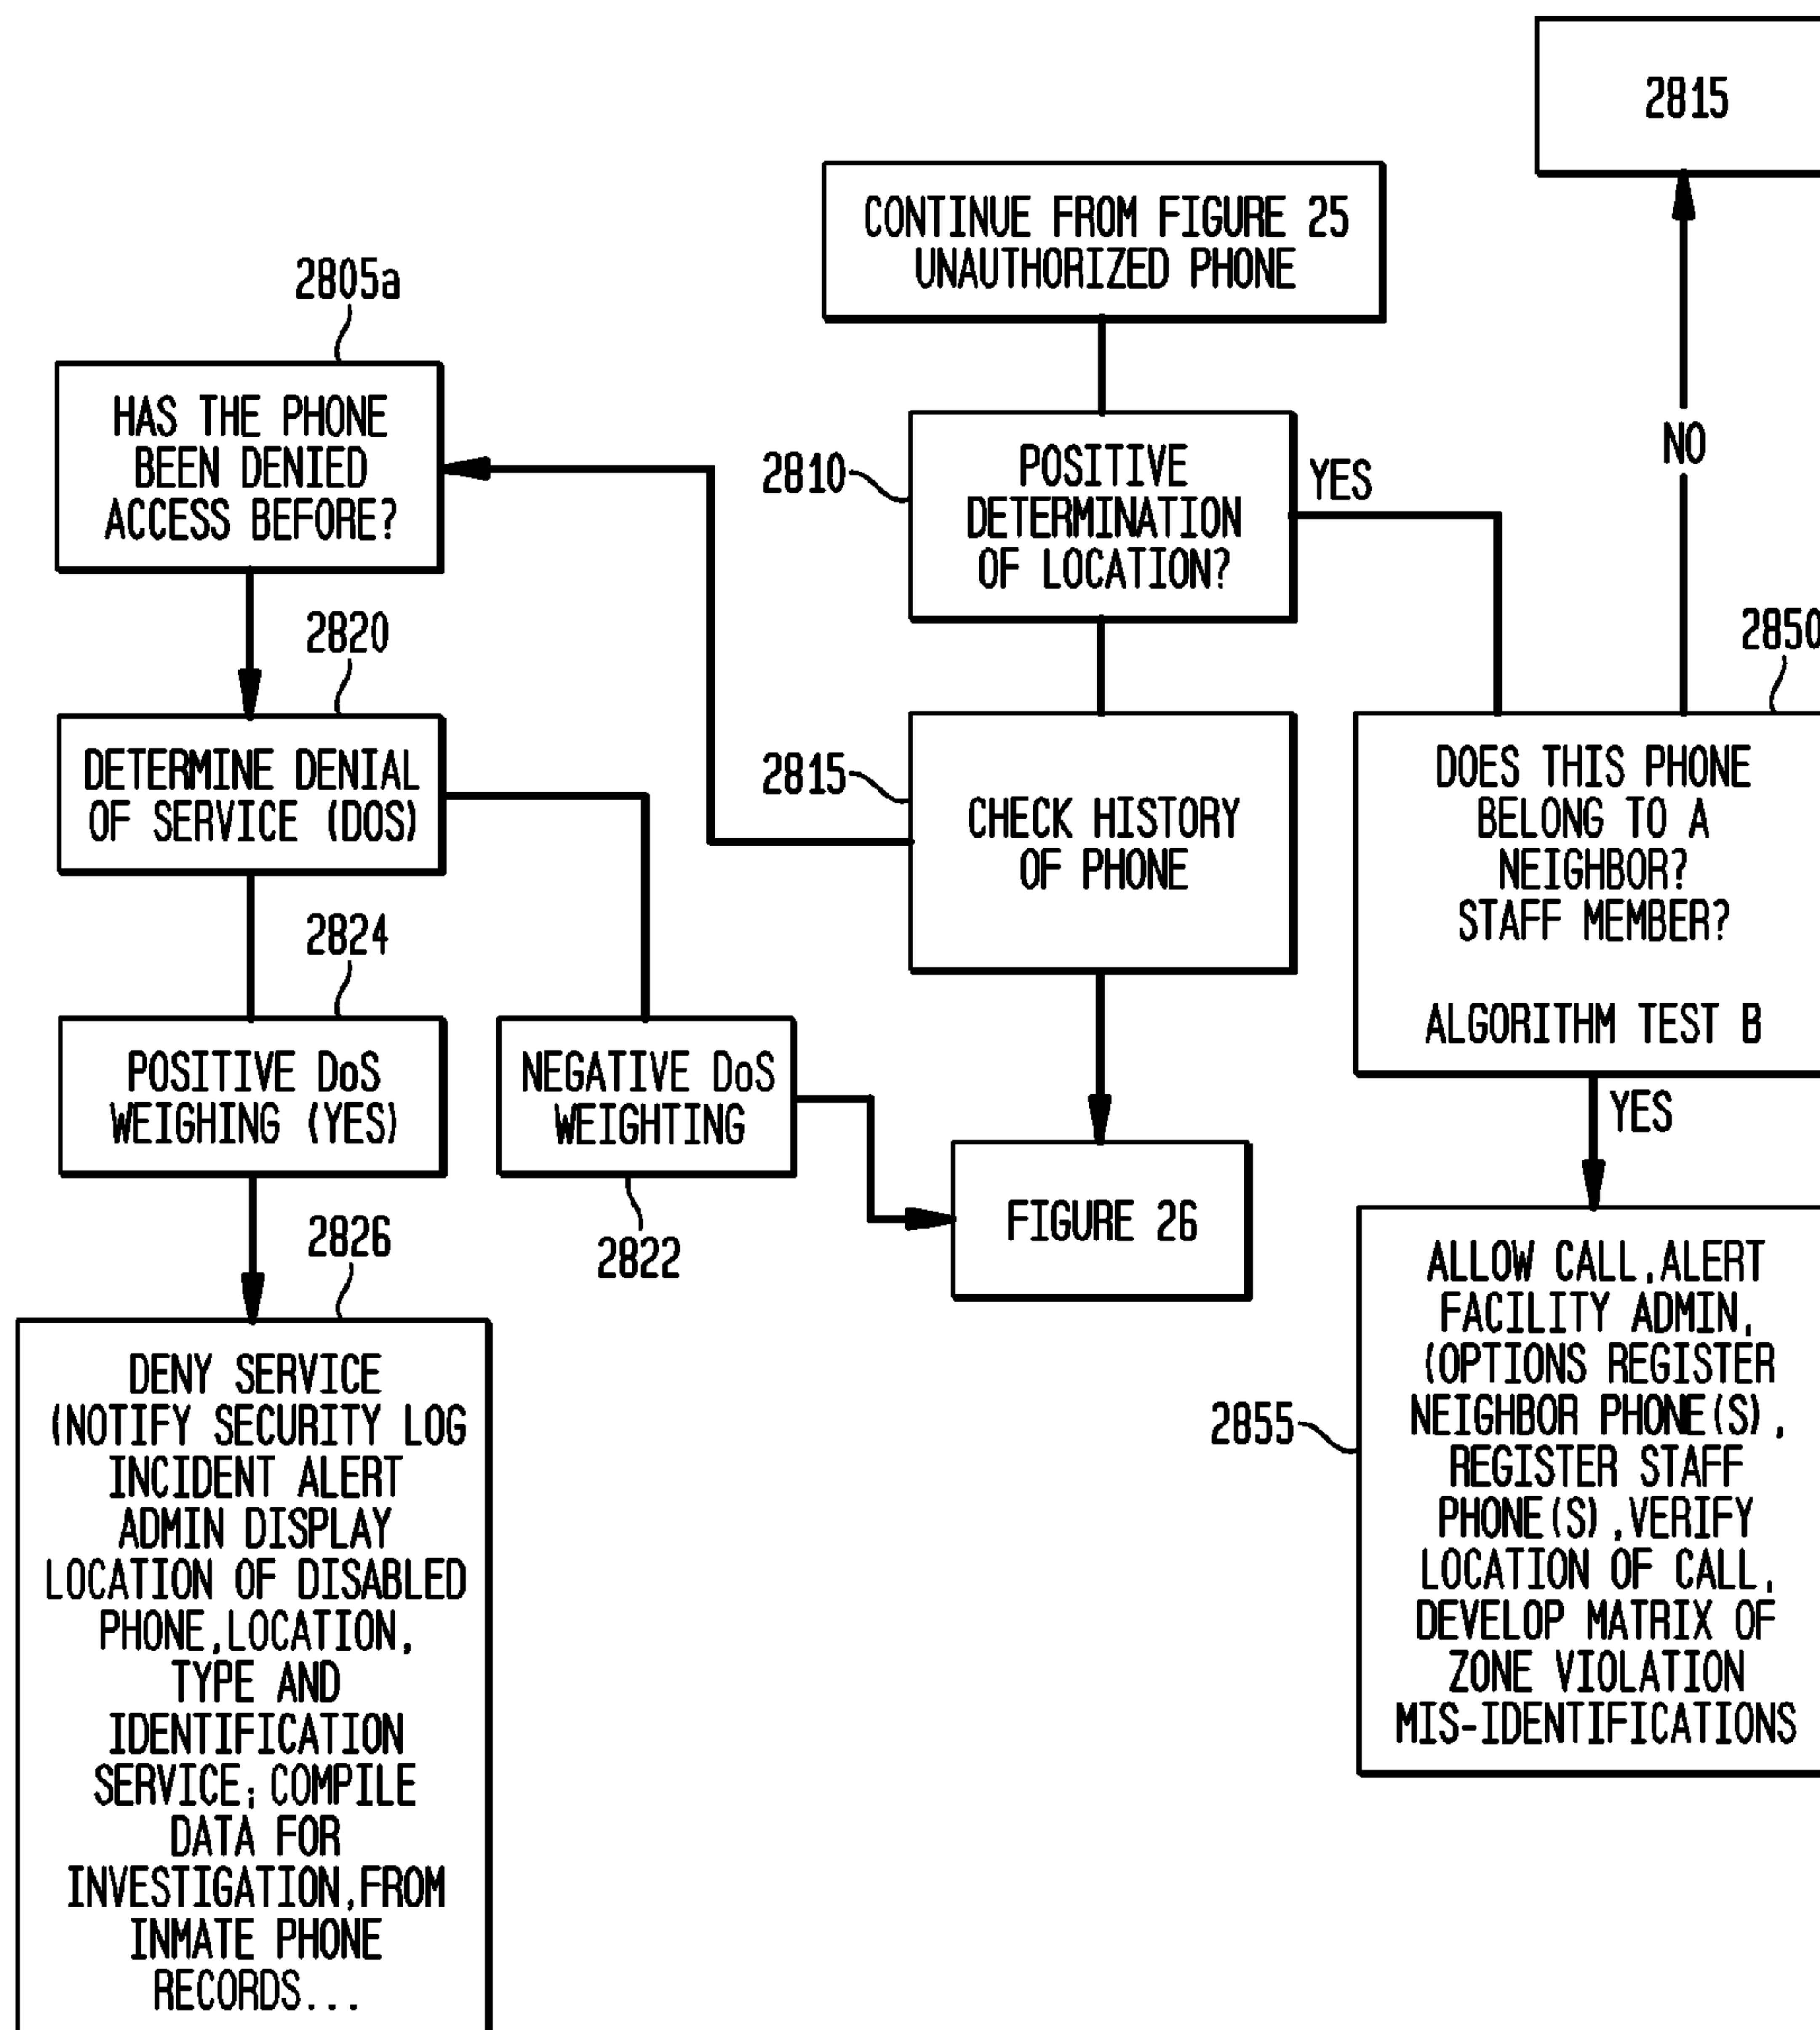 2815
CONTINUE FROM FIGURE 25
UNAUTHORIZED PHONE
2805a
HAS THE PHONE
BEEN DENIED
ACCESS BEFORE?
2810
POSITIVE
DETERMINATION
OF LOCATION?
YES
NO
2820
DETERMINE DENIAL
OF SERVICE (DOS)
2815
CHECK HISTORY
OF PHONE
2850
DOES THIS PHONE
BELONG TO A
NEIGHBOR?
STAFF MEMBER?
ALGORITHM TEST B
2824
POSITIVE DoS
WEIGHING (YES)
NEGATIVE DoS
WEIGHTING
2822
FIGURE 26
YES
2826
DENY SERVICE
(NOTIFY SECURITY LOG
INCIDENT ALERT
ADMIN DISPLAY
LOCATION OF DISABLED
PHONE,LOCATION,
TYPE AND
IDENTIFICATION
SERVICE; COMPILE
DATA FOR
INVESTIGATION,FROM
INMATE PHONE
RECORDS...
2855
ALLOW CALL,ALERT
FACILITY ADMIN,
(OPTIONS REGISTER
NEIGHBOR PHONE(S),
REGISTER STAFF
PHONE(S),VERIFY
LOCATION OF CALL,
DEVELOP MATRIX OF
ZONE VIOLATION
MIS-IDENTIFICATIONS